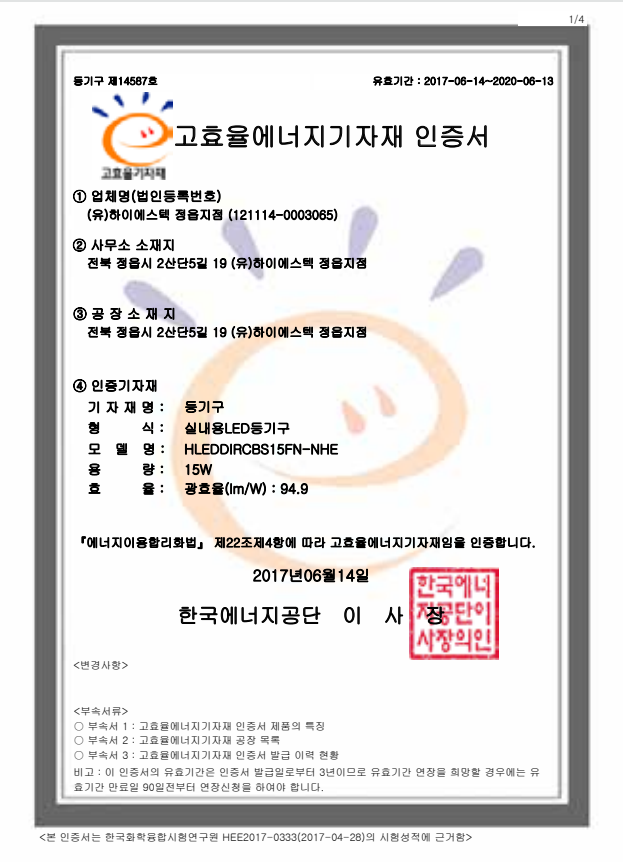 1/4
등기구 제14587호
유효기간 : 2017-06-14~2020-06-13
고효율에너지기자재 인증서
고효율기자재
① 업체명(법인등록번호)
(유)하이에스텍 정읍지점 (121114-0003065)
② 사무소 소재지
전북 정읍시 2산단5길 19 (유)하이에스텍 정읍지점
③ 공 장 소 재 지
전북 정읍시 2산단5길 19 (유)하이에스텍 정읍지점
④ 인증기자재
기 자 재 명 : 등기구
형 식 : 실내용LED등기구
모 델 명 : HLEDDIRCBS15FN-NHE
용 량 : 15W
효 율 : 광효율(lm/W) : 94.9
『에너지이용합리화법』 제22조제4항에 따라 고효율에너지기자재임을 인증합니다.
2017년06월14일
한국에너지공단 이 사 장
한국에너
지공단이
사장의인
<변경사항>
<부속서류>
○ 부속서 1 : 고효율에너지기자재 인증서 제품의 특징
○ 부속서 2 : 고효율에너지기자재 공장 목록
○ 부속서 3 : 고효율에너지기자재 인증서 발급 이력 현황
비고 : 이 인증서의 유효기간은 인증서 발급일로부터 3년이므로 유효기간 연장을 희망할 경우에는 유
효기간 만료일 90일전부터 연장신청을 하여야 합니다.
<본 인증서는 한국화학융합시험연구원 HEE2017-0333(2017-04-28)의 시험성적에 근거함>